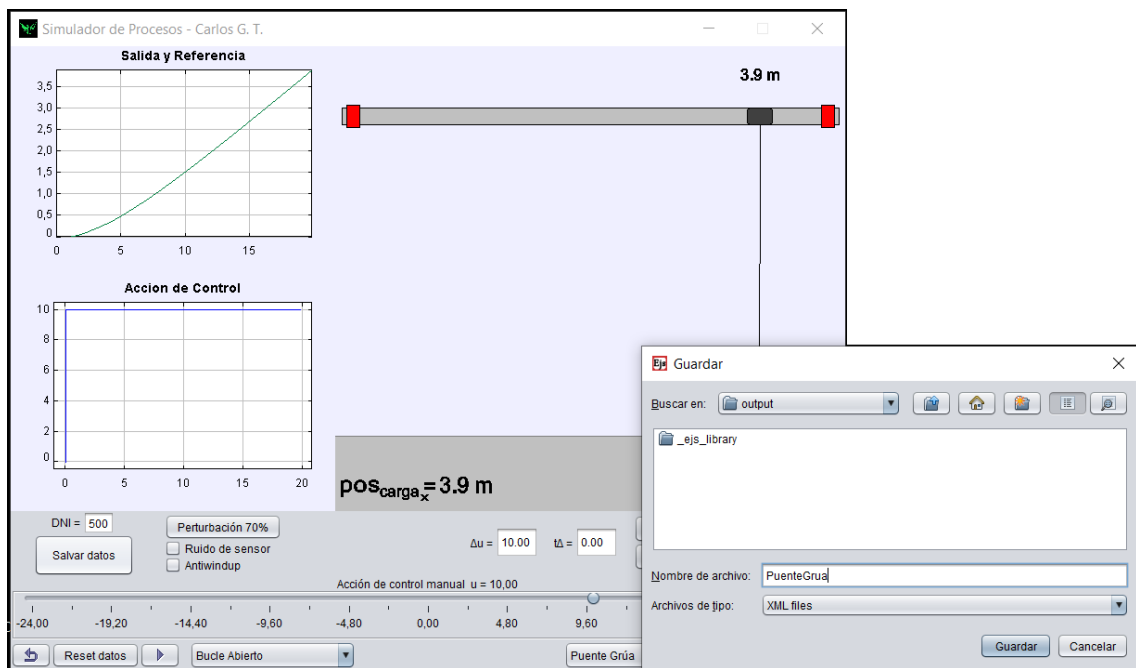 Simulador de Procesos - Carlos G. T.
Salida y Referencia
3,5
3,0
2,5
2,0
1,5
1,0
0,5
0
0 5 10 15
3.9 m
Accion de Control
10
8
6
4
2
0
0 5 10 15 20
pos_carga_x = 3.9 m
DNI = 500
Salvar datos
Perturbación 70%
Ruido de sensor
Antiwindup
Δu = 10.00 tΔ = 0.00
Acción de control manual u = 10,00
-24,00 -19,20 -14,40 -9,60 -4,80 0,00 4,80 9,60
Reset datos Bucle Abierto Puente Grúa
Ejs Guardar
Buscar en: output
_ejs_library
Nombre de archivo: PuenteGrua
Archivos de tipo: XML files
Guardar Cancelar